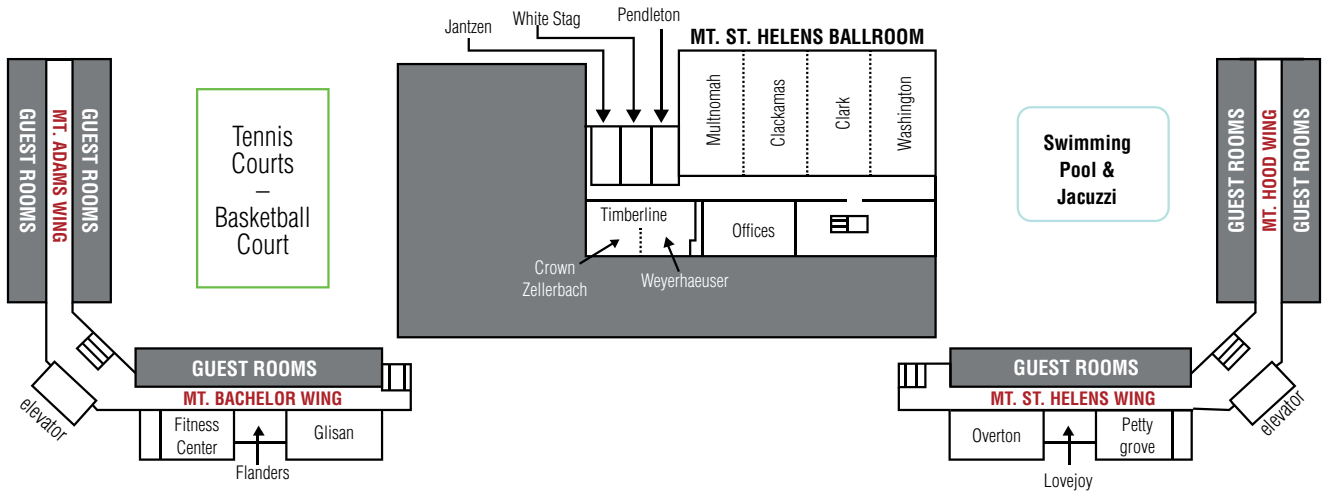 Jantzen
White Stag
Pendleton
MT. ST. HELENS BALLROOM
Multnomah
Clackamas
Clark
Washington
GUEST ROOMS
MT. ADAMS WING
GUEST ROOMS
Tennis
Courts
–
Basketball
Court
Swimming
Pool &
Jacuzzi
GUEST ROOMS
MT. HOOD WING
GUEST ROOMS
Timberline
Offices
Crown
Zellerbach
Weyerhaeuser
GUEST ROOMS
MT. BACHELOR WING
elevator
Fitness
Center
Glisan
Flanders
GUEST ROOMS
MT. ST. HELENS WING
elevator
Overton
Petty
grove
Lovejoy